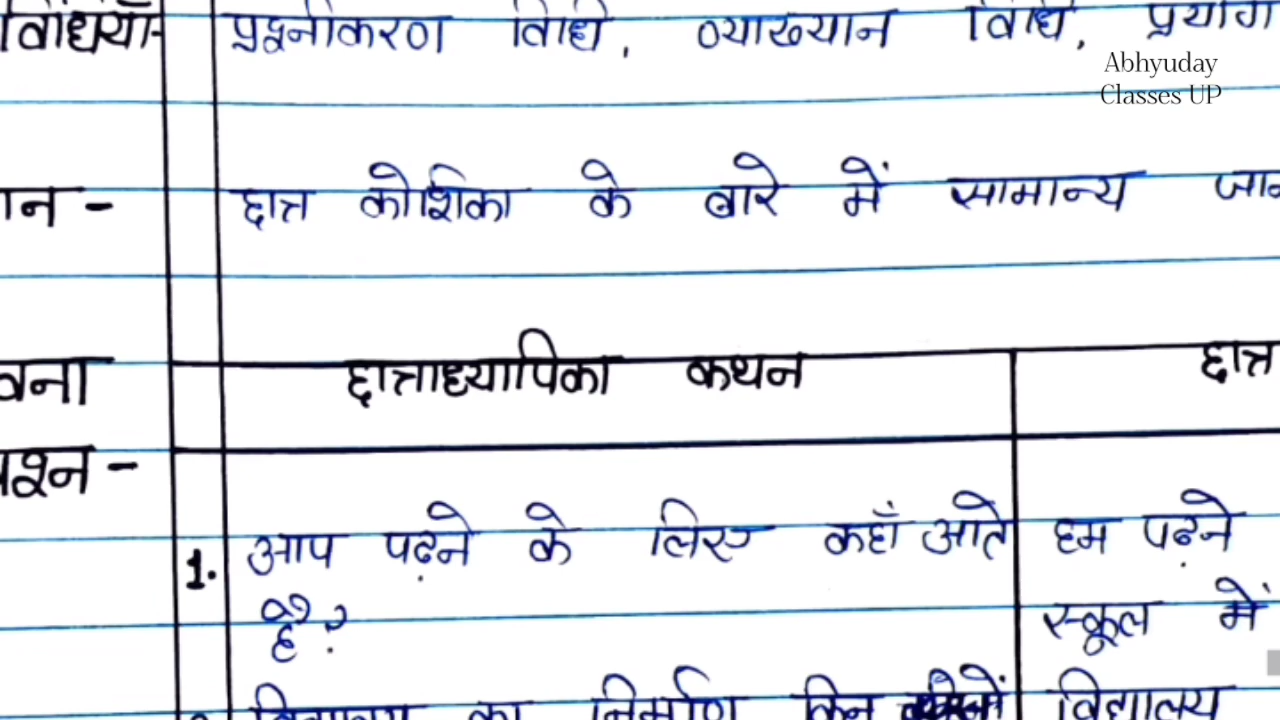 विधियाँ- प्रश्नीकरण विधि, व्याख्यान विधि, प्रयोग
Abhyuday
Classes UP
छात्र कोशिका के बारे में सामान्य
छात्राध्यापिका कथन छात्र
1. आप पढ़ने के लिए कहाँ आते हम पढ़ने
है? स्कूल में
का निर्माण किन विद्यालय